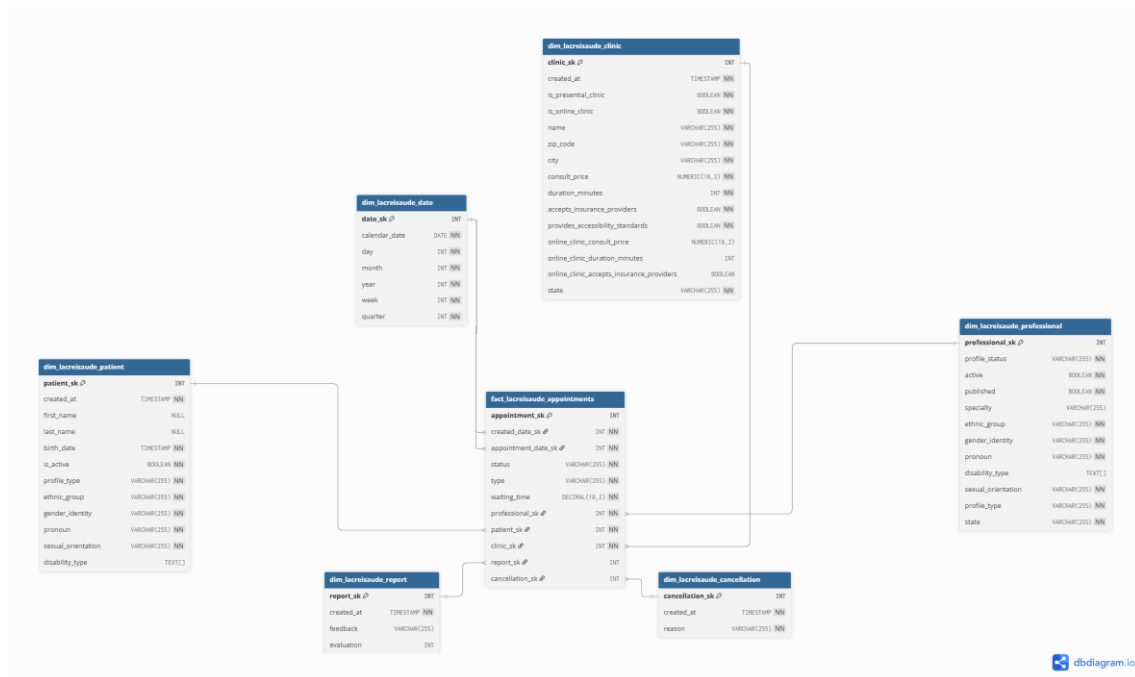 dim_lacreisaude_clinic
clinic_sk INT
created_at TIMESTAMP NN
is_presential_clinic BOOLEAN NN
is_online_clinic BOOLEAN NN
name VARCHAR(255) NN
zip_code VARCHAR(255) NN
city VARCHAR(255) NN
consult_price NUMERIC(10,2) NN
duration_minutes INT NN
accepts_insurance_providers BOOLEAN NN
provides_accessibility_standards BOOLEAN NN
online_clinic_consult_price NUMERIC(10,2)
online_clinic_duration_minutes INT
online_clinic_accepts_insurance_providers BOOLEAN
state VARCHAR(255) NN
dim_lacreisaude_date
date_sk INT
calendar_date DATE NN
day INT NN
month INT NN
year INT NN
week INT NN
quarter INT NN
dim_lacreisaude_professional
professional_sk INT
profile_status VARCHAR(255) NN
active BOOLEAN NN
published BOOLEAN NN
specialty VARCHAR(255)
ethnic_group VARCHAR(255) NN
gender_identity VARCHAR(255) NN
pronoun VARCHAR(255) NN
disability_type TEXT[]
sexual_orientation VARCHAR(255) NN
profile_type VARCHAR(255) NN
state VARCHAR(255) NN
dim_lacreisaude_patient
patient_sk INT
created_at TIMESTAMP NN
first_name NULL
last_name NULL
birth_date TIMESTAMP NN
is_active BOOLEAN NN
profile_type VARCHAR(255) NN
ethnic_group VARCHAR(255) NN
gender_identity VARCHAR(255) NN
pronoun VARCHAR(255) NN
sexual_orientation VARCHAR(255) NN
disability_type TEXT[]
fact_lacreisaude_appointments
appointment_sk INT
created_date_sk INT NN
appointment_date_sk INT NN
status VARCHAR(255) NN
type VARCHAR(255) NN
waiting_time DECIMAL(10,2) NN
professional_sk INT NN
patient_sk INT NN
clinic_sk INT NN
report_sk INT
cancellation_sk INT
dim_lacreisaude_report
report_sk INT
created_at TIMESTAMP NN
feedback VARCHAR(255)
evaluation INT
dim_lacreisaude_cancellation
cancellation_sk INT
created_at TIMESTAMP NN
reason VARCHAR(255) NN
dbdiagram.io